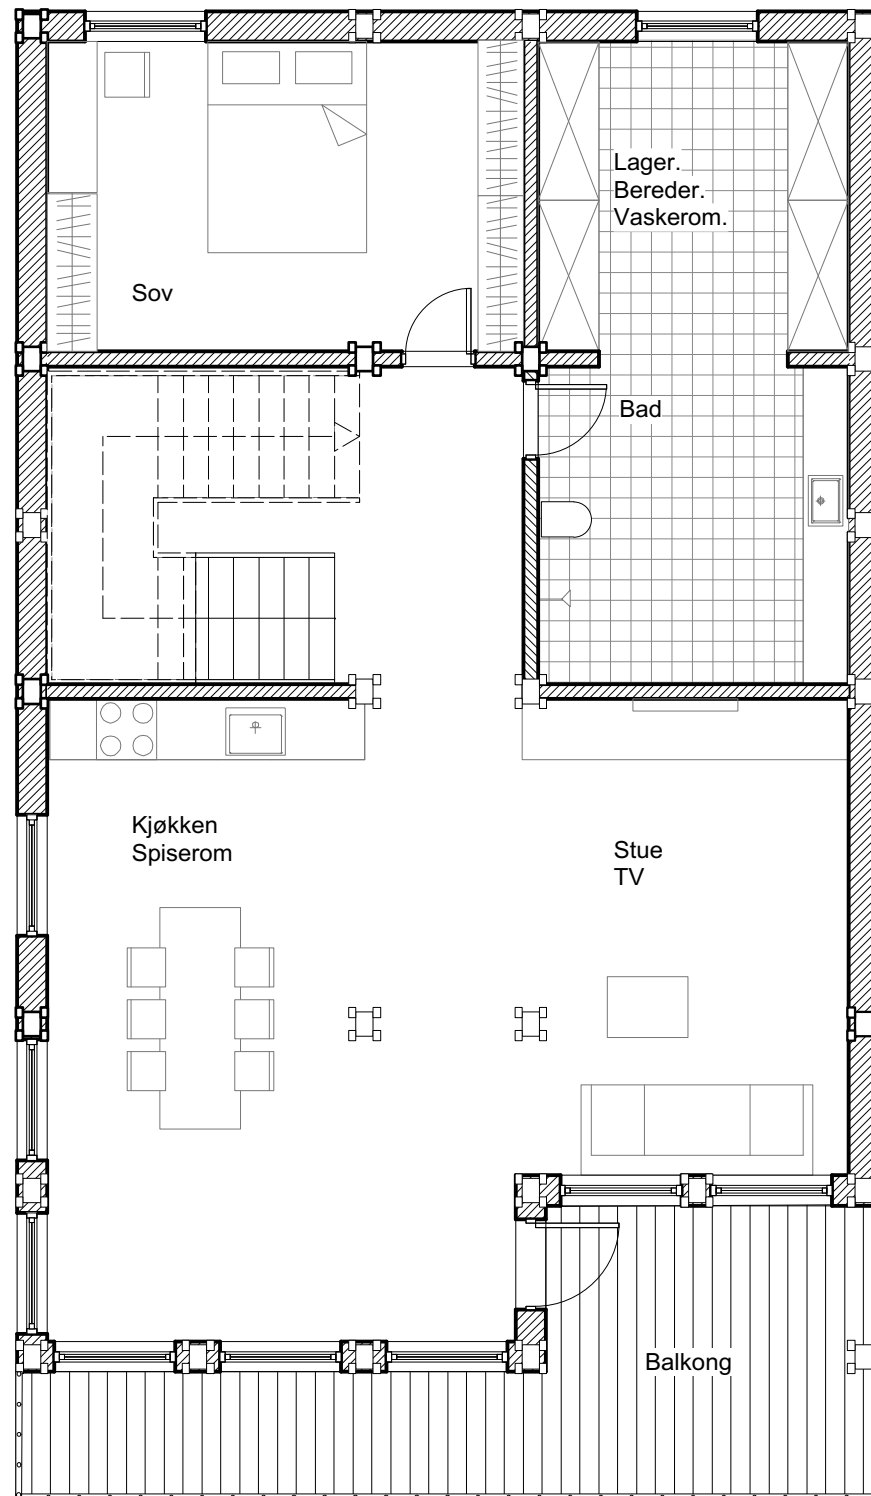 Lager.
Bereder.
Vaskerom.
Sov
Bad
Kjøkken
Spiserom
Stue
TV
Balkong